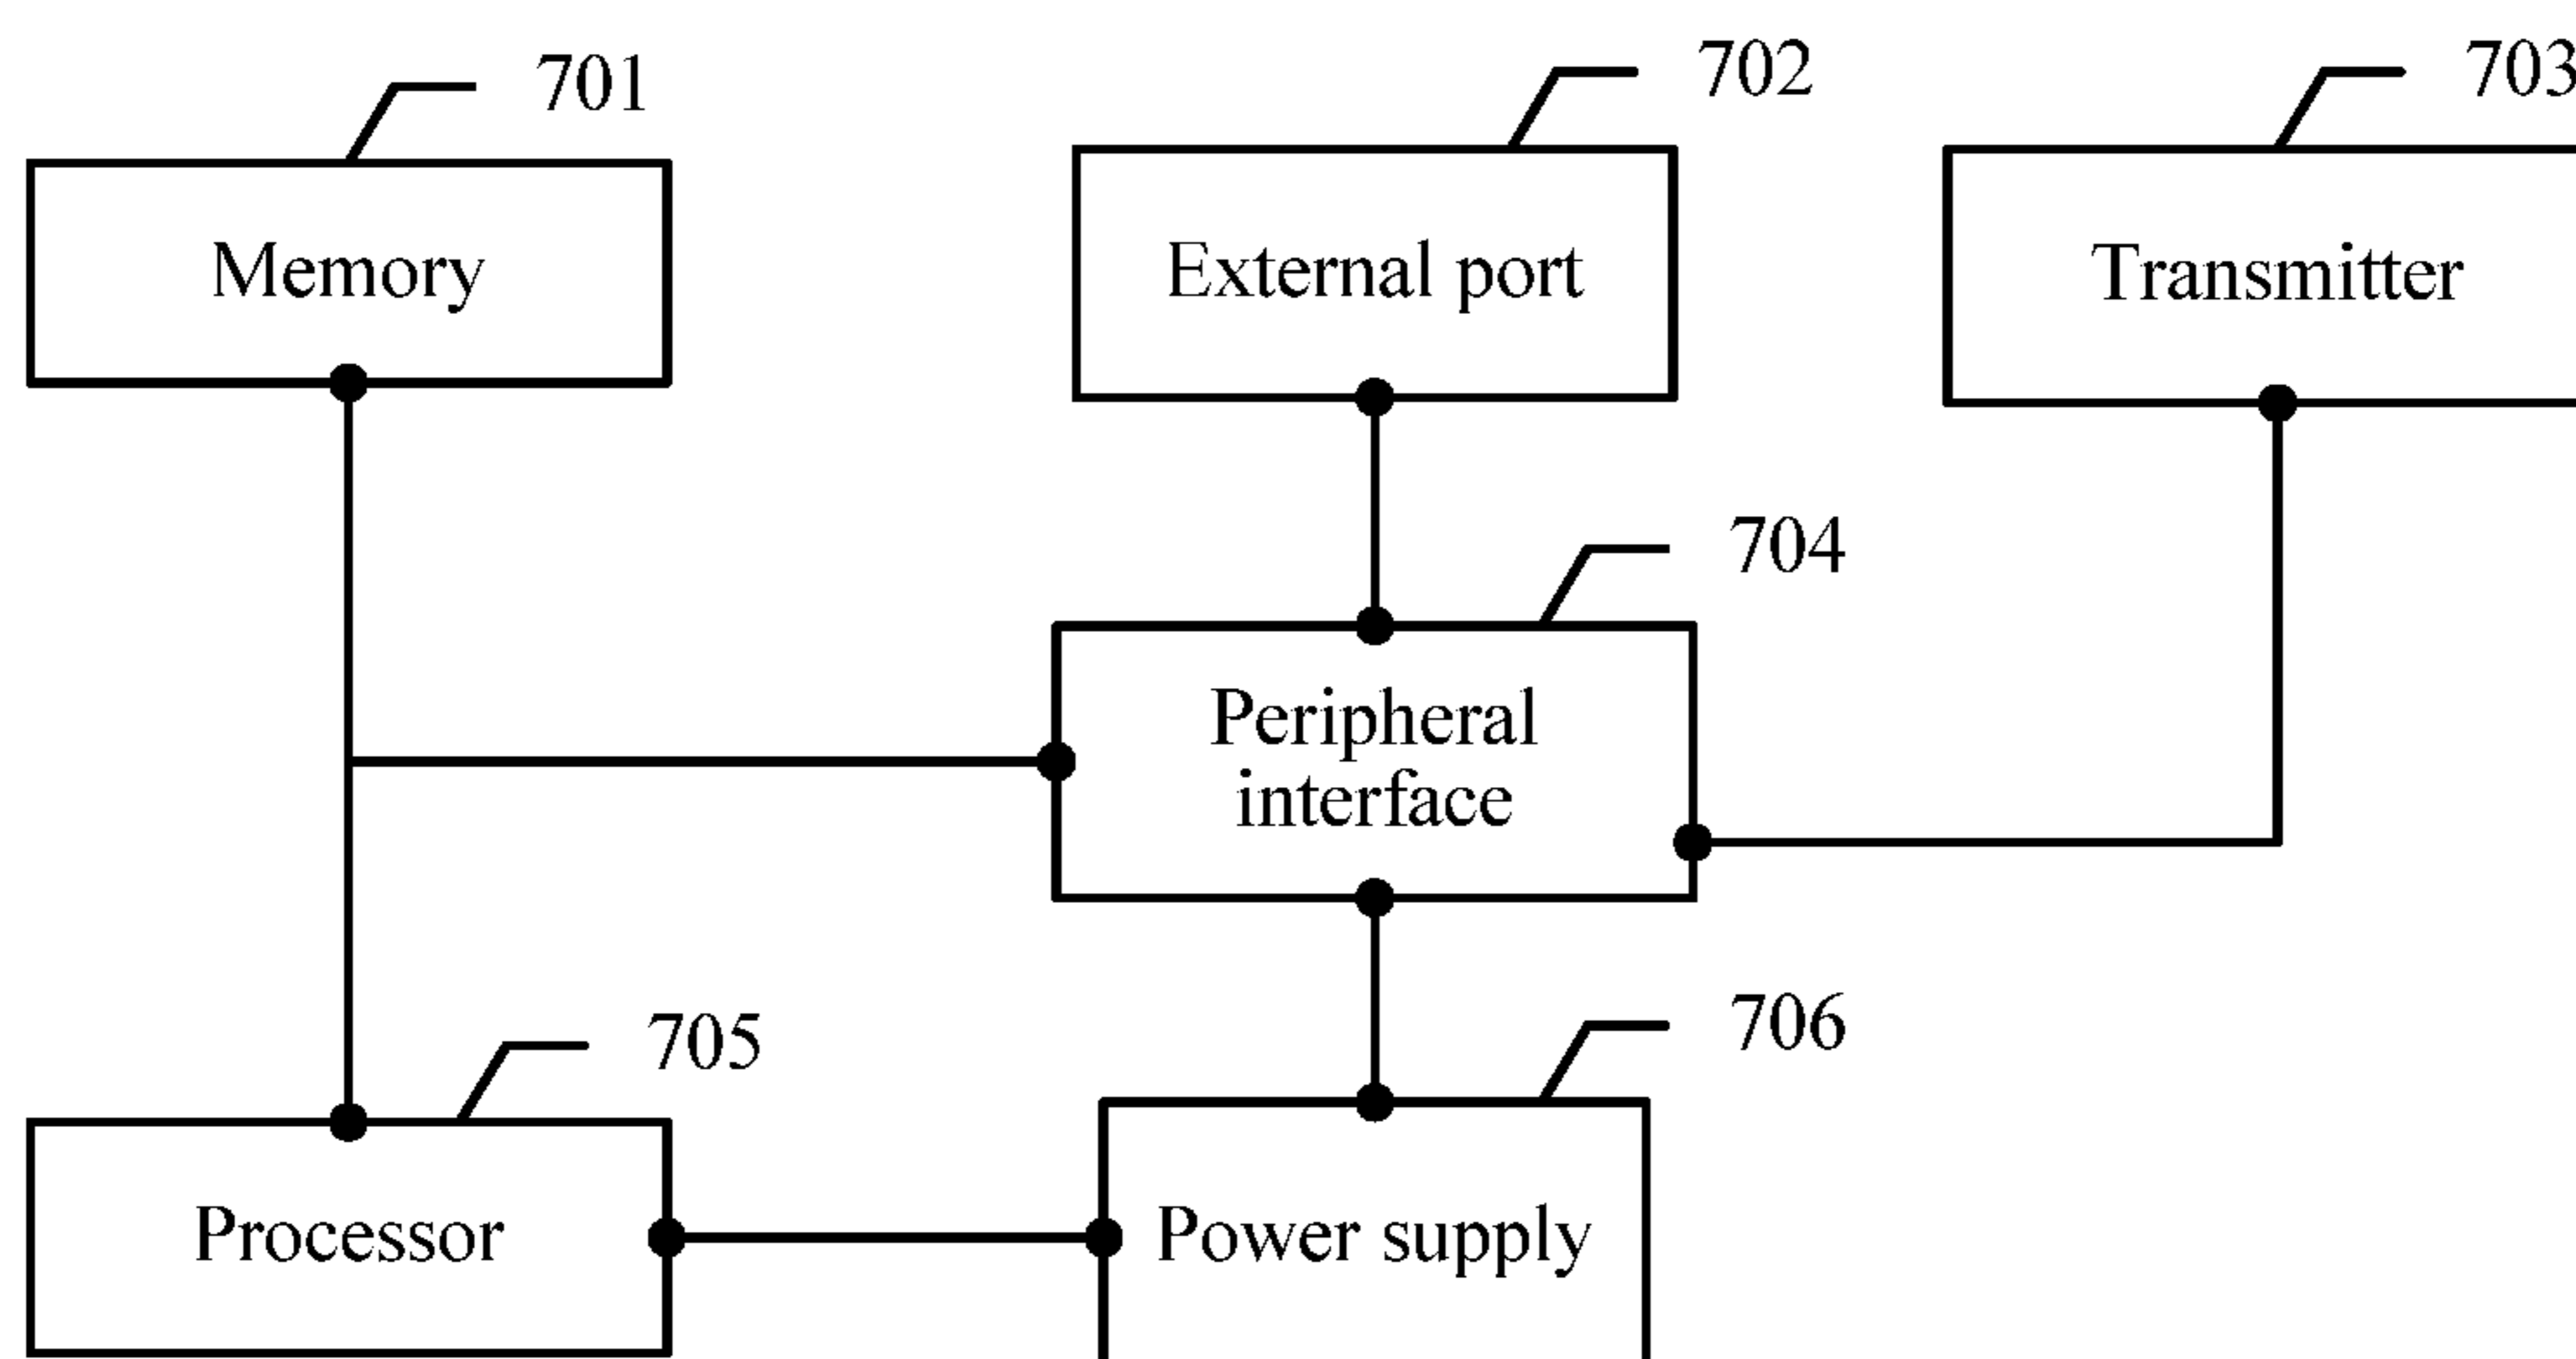 701
702
703
Memory
External port
Transmitter
704
Peripheral
interface
705
706
Processor
Power supply